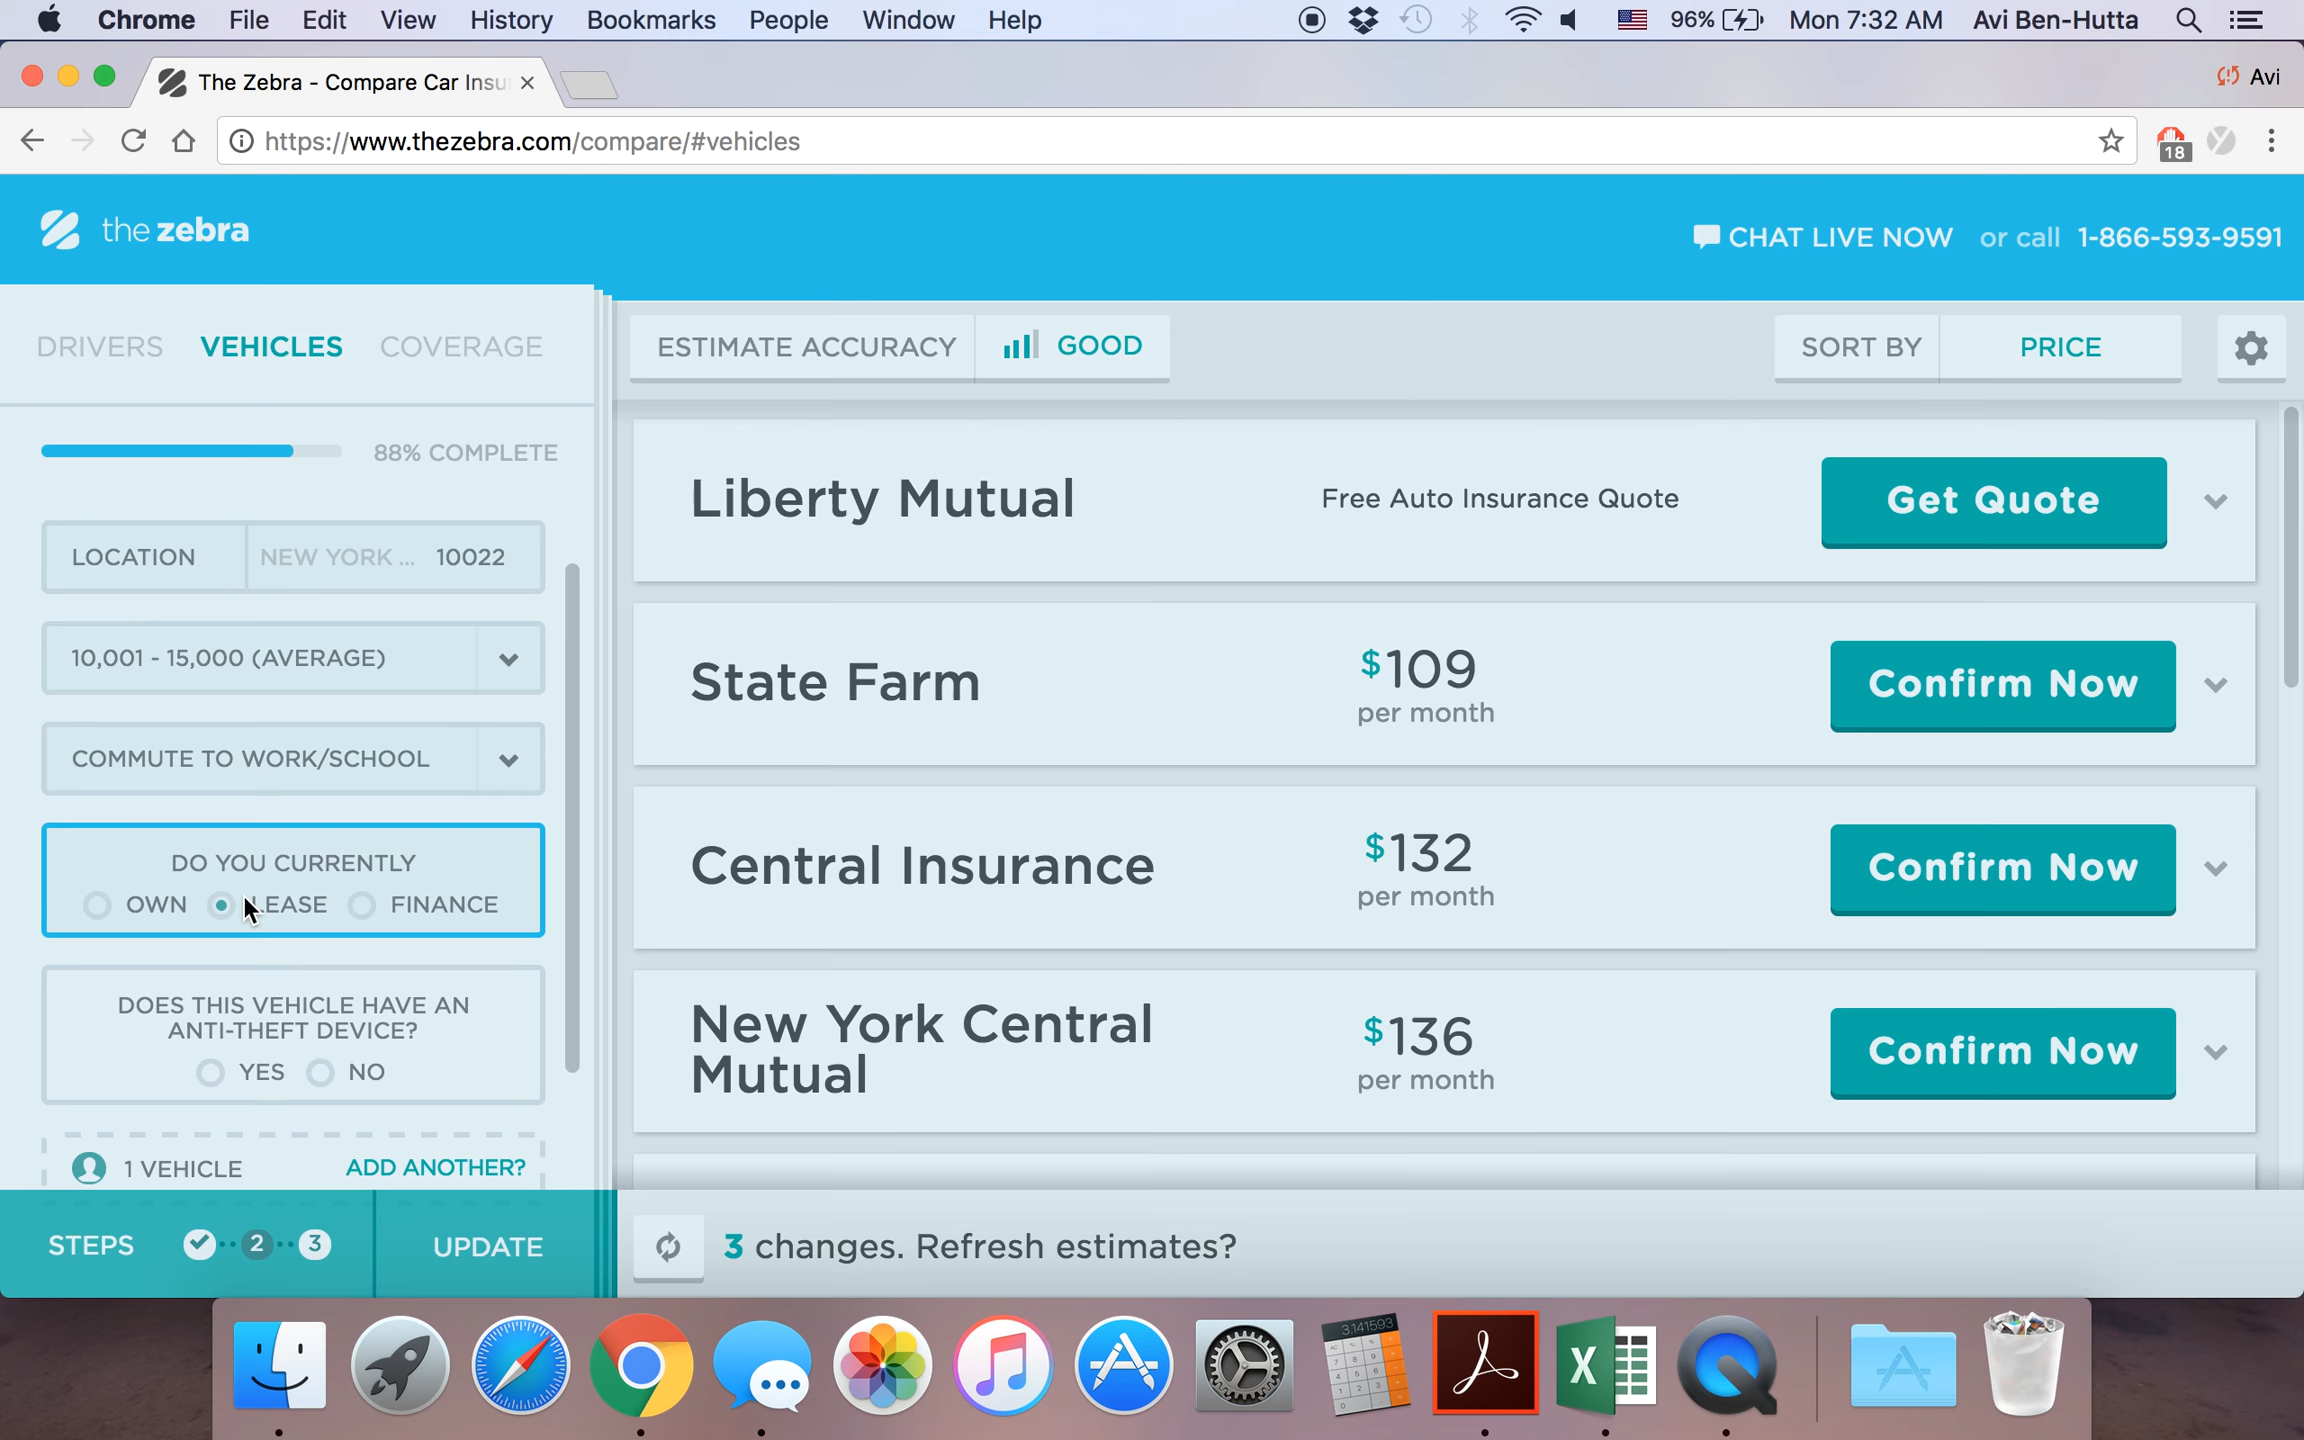 Chrome File Edit View History Bookmarks People Window Help 96% Mon 7:32 AM Avi Ben-Hutta
The Zebra - Compare Car Insu
Avi
https://www.thezebra.com/compare/#vehicles
18
the zebra
CHAT LIVE NOW or call 1-866-593-9591
DRIVERS VEHICLES COVERAGE
ESTIMATE ACCURACY GOOD
SORT BY PRICE
88% COMPLETE
LOCATION NEW YORK ... 10022
10,001 - 15,000 (AVERAGE)
COMMUTE TO WORK/SCHOOL
DO YOU CURRENTLY
OWN LEASE FINANCE
DOES THIS VEHICLE HAVE AN
ANTI-THEFT DEVICE?
YES NO
1 VEHICLE ADD ANOTHER?
STEPS 2 3 UPDATE
Liberty Mutual Free Auto Insurance Quote Get Quote
State Farm $109 per month Confirm Now
Central Insurance $132 per month Confirm Now
New York Central
Mutual
$136 per month Confirm Now
3 changes. Refresh estimates?
3.141593